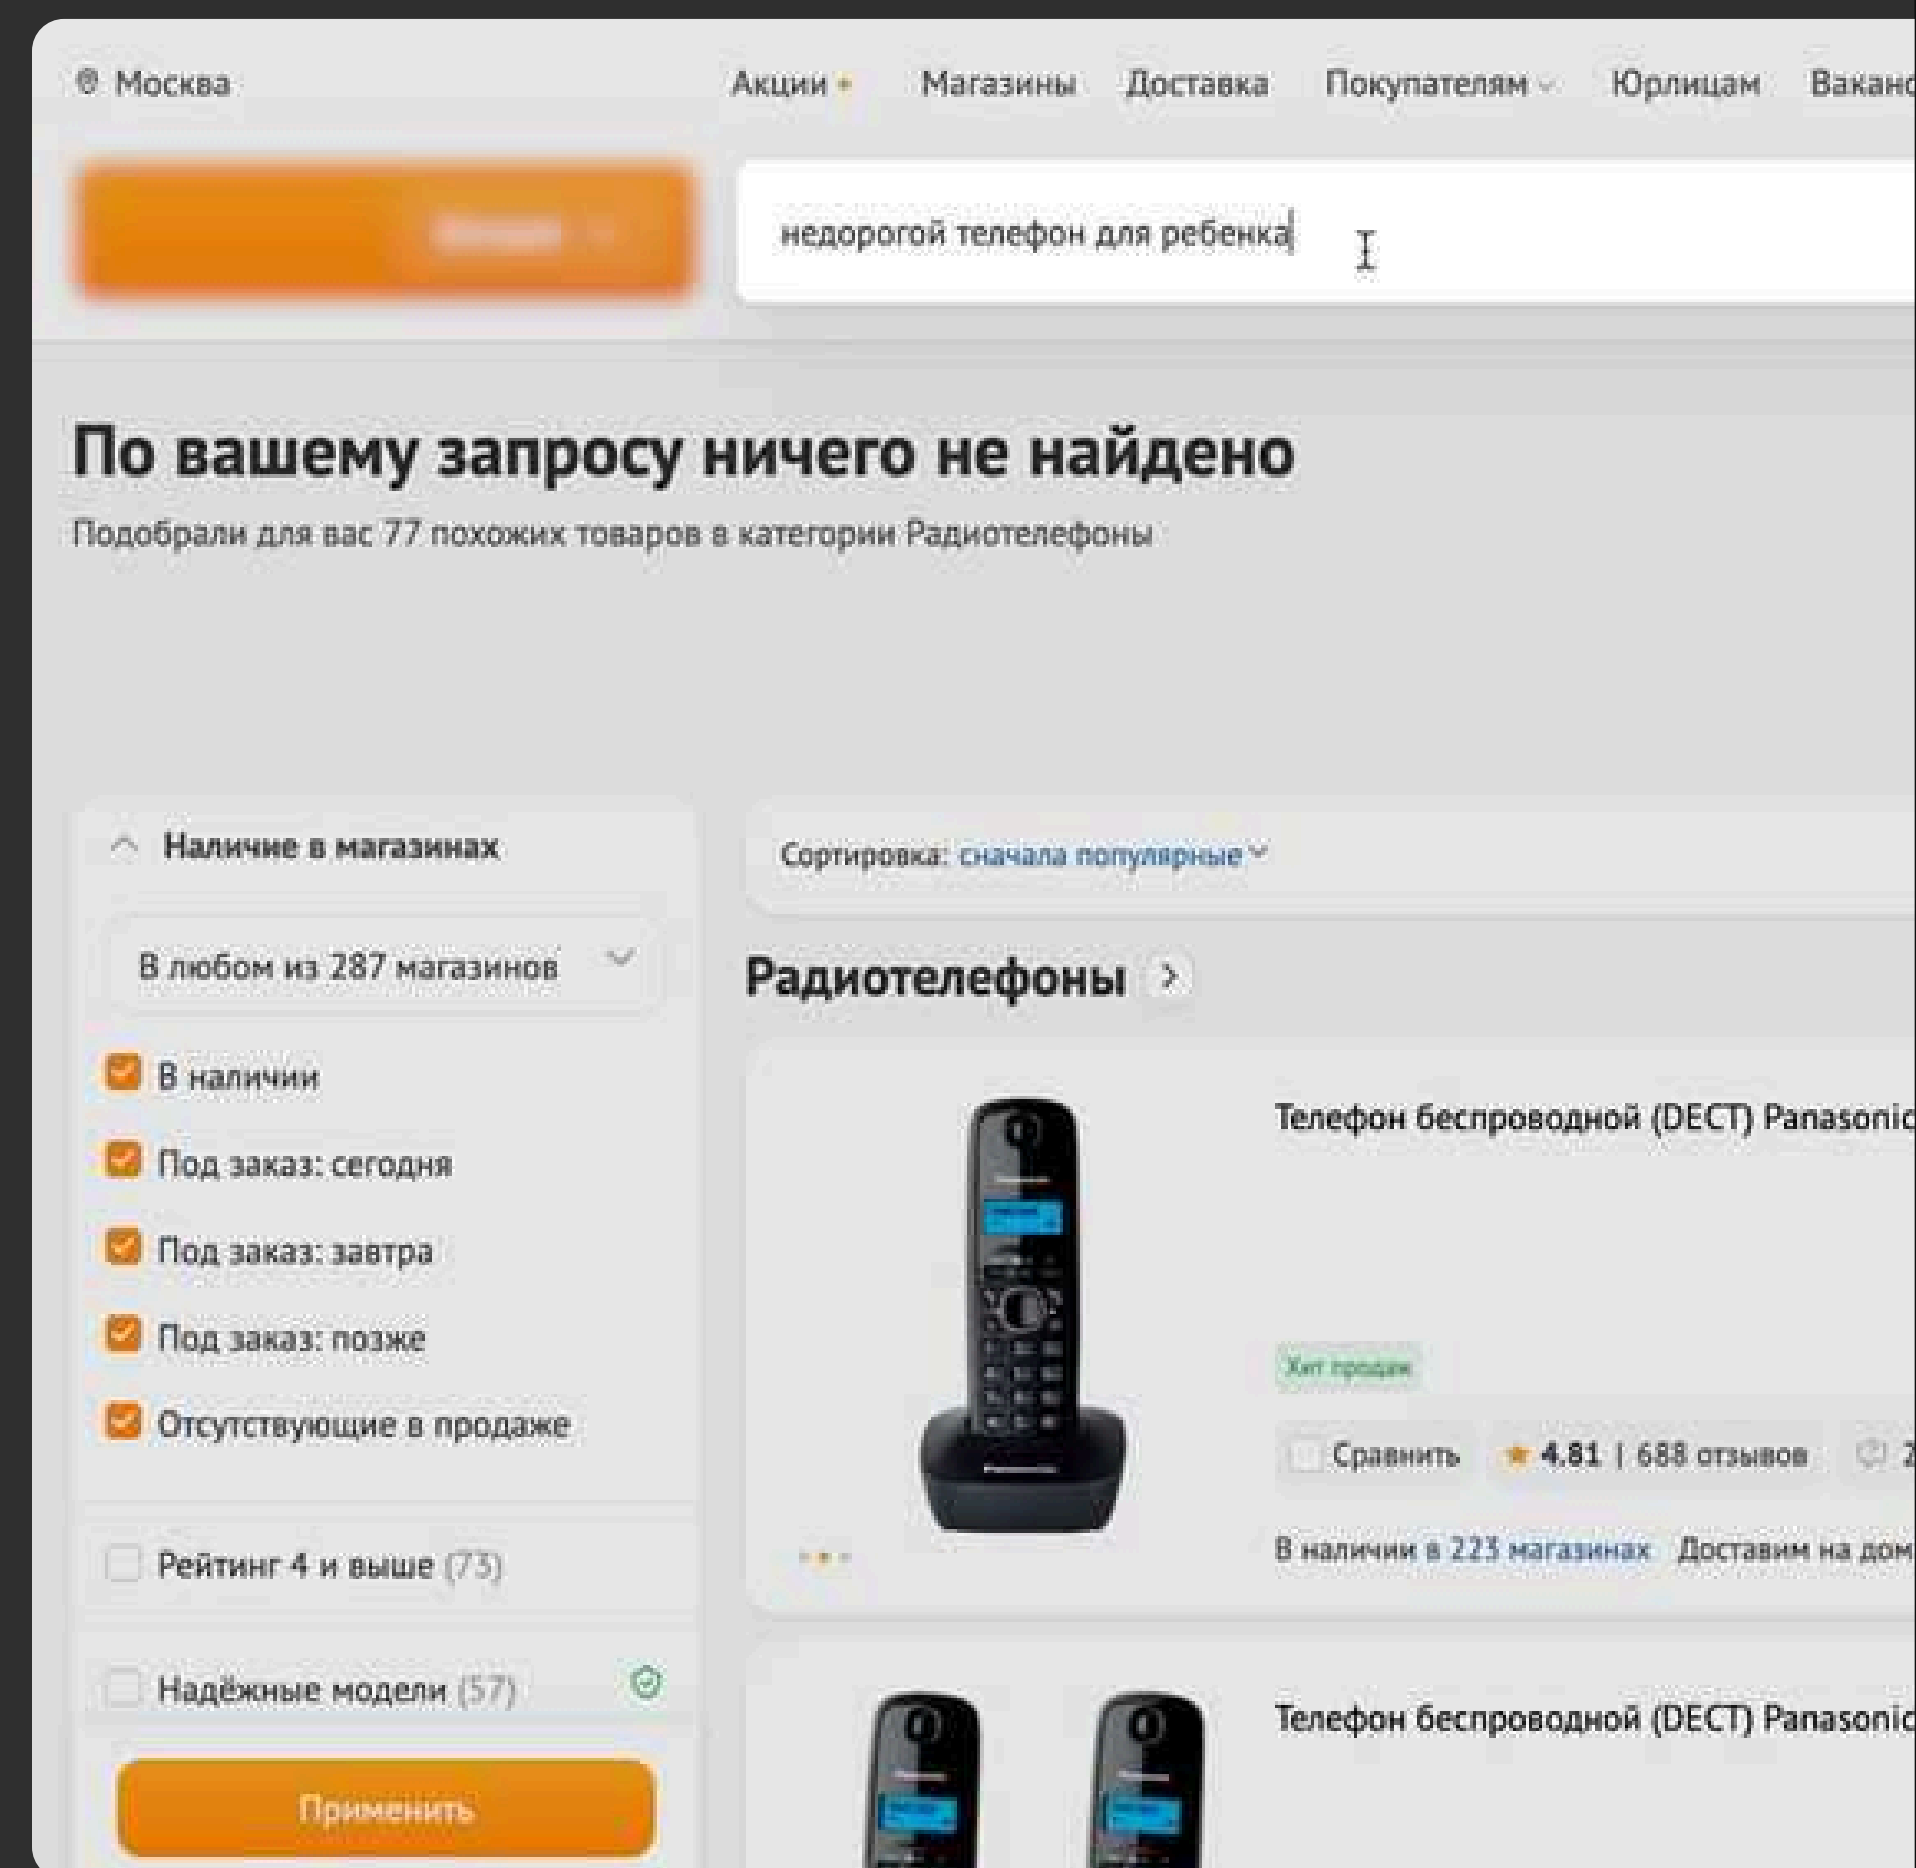 Москва
Акции
Магазины
Доставка
Покупателям
Юрлицам
недорогой телефон для ребенка
По вашему запросу ничего не найдено
Подобрали для вас 77 похожих товаров в категории Радиотелефоны
Наличие в магазинах
В любом из 287 магазинов
В наличии
Под заказ: сегодня
Под заказ: завтра
Под заказ: позже
Отсутствующие в продаже
Рейтинг 4 и выше (73)
Надёжные модели (57)
Применить
Сортировка: сначала популярные
Радиотелефоны
Телефон беспроводной (DECT) Panasonic
Хит продаж
Сравнить
4.81 | 688 отзывов
В наличии в 223 магазинах
Доставим на дом
Телефон беспроводной (DECT) Panasonic